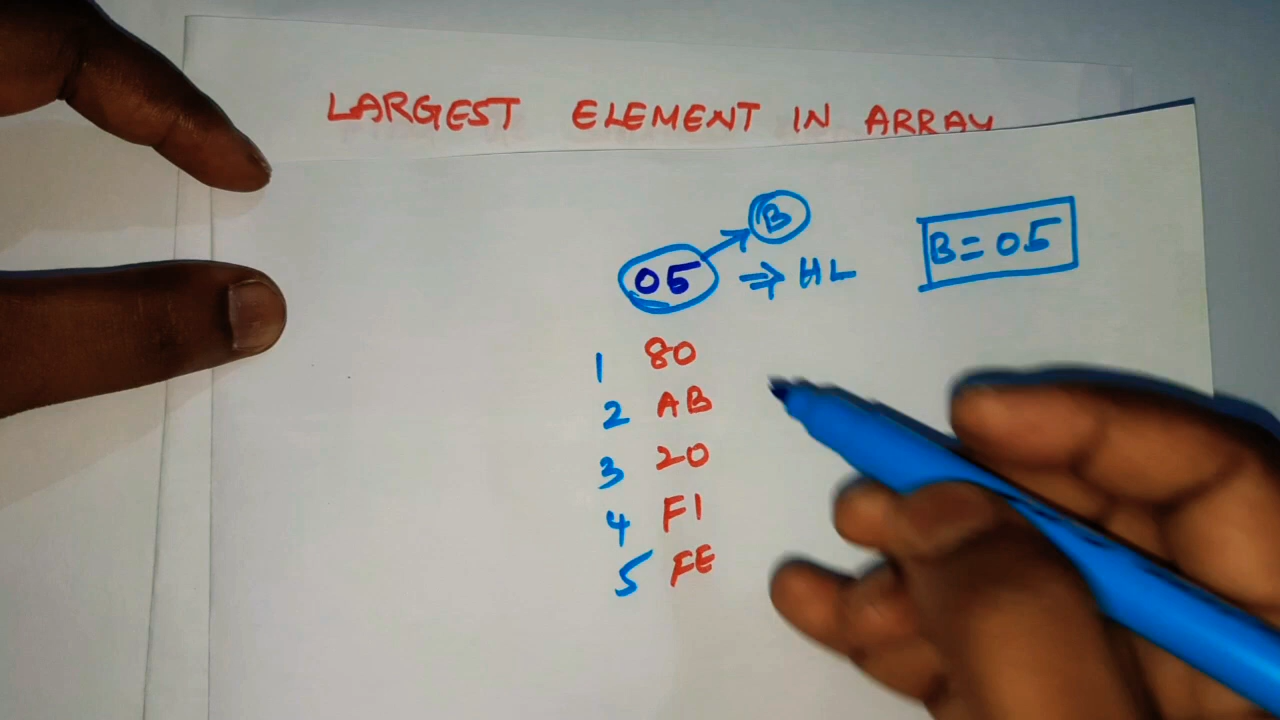 LARGEST ELEMENT IN ARRAY
B
05 ⇒ HL
B = 05
1 80
2 AB
3 20
4 F1
5 FE